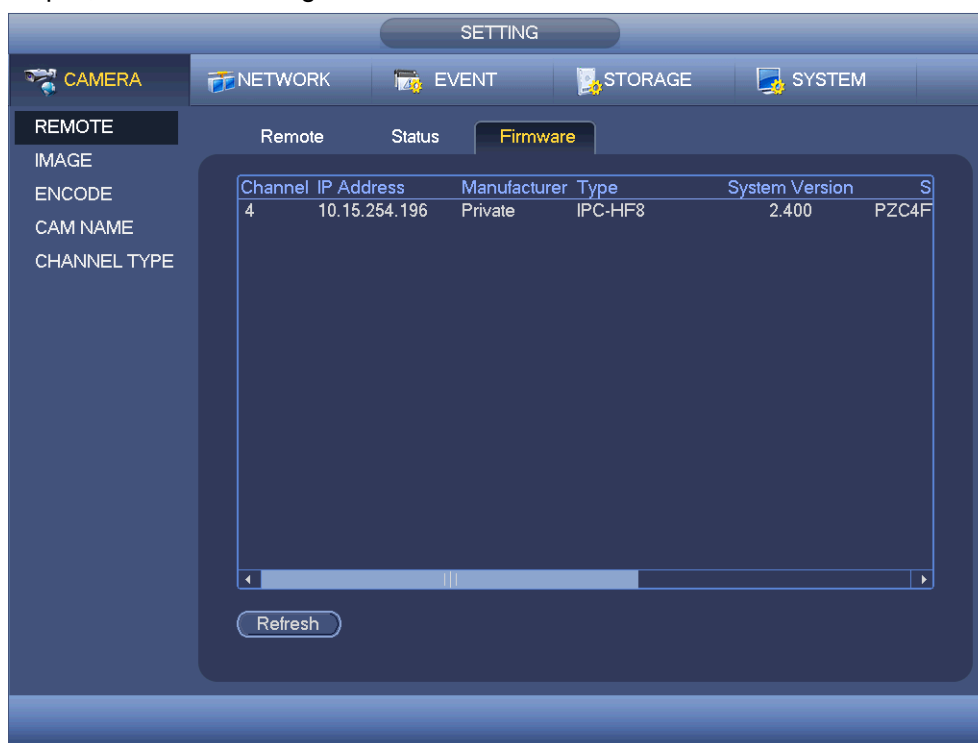 SETTING
CAMERA NETWORK EVENT STORAGE SYSTEM
REMOTE
IMAGE
ENCODE
CAM NAME
CHANNEL TYPE
Remote Status Firmware
Channel IP Address Manufacturer Type System Version S
4 10.15.254.196 Private IPC-HF8 2.400 PZC4F
Refresh